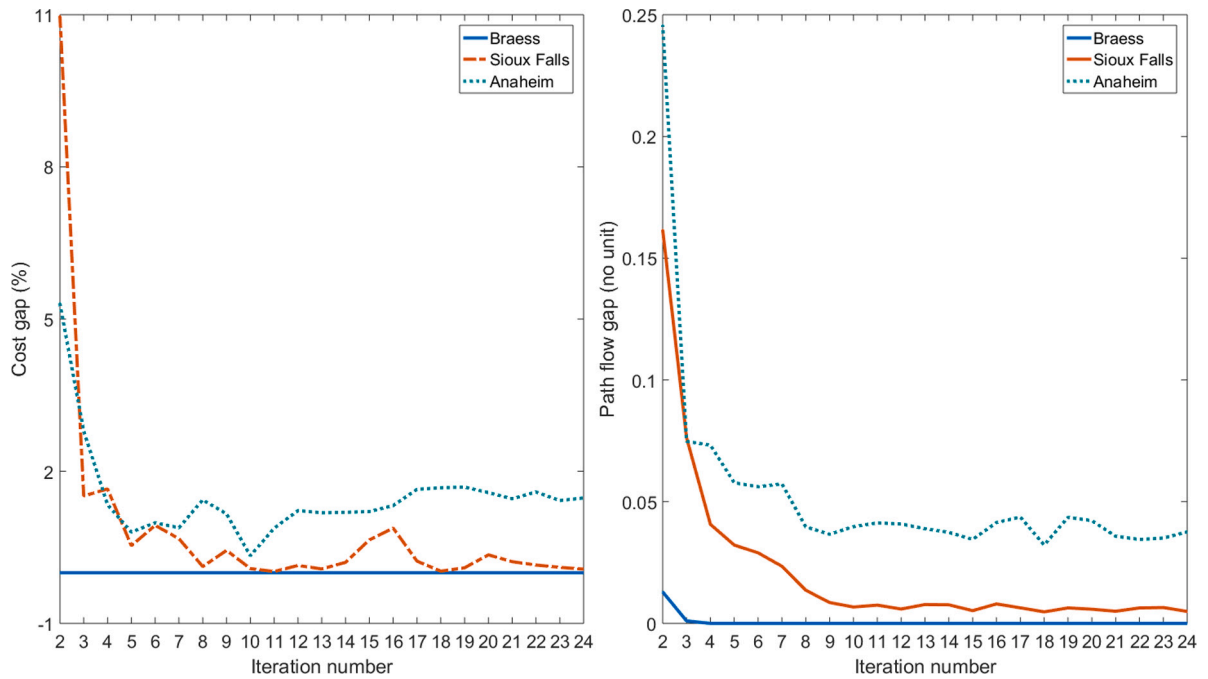 11
8
5
2
-1
Cost gap (%)
2 3 4 5 6 7 8 9 10 11 12 13 14 15 16 17 18 19 20 21 22 23 24
Iteration number
Braess
Sioux Falls
Anaheim
0.25
0.2
0.15
0.1
0.05
0
Path flow gap (no unit)
2 3 4 5 6 7 8 9 10 11 12 13 14 15 16 17 18 19 20 21 22 23 24
Iteration number
Braess
Sioux Falls
Anaheim